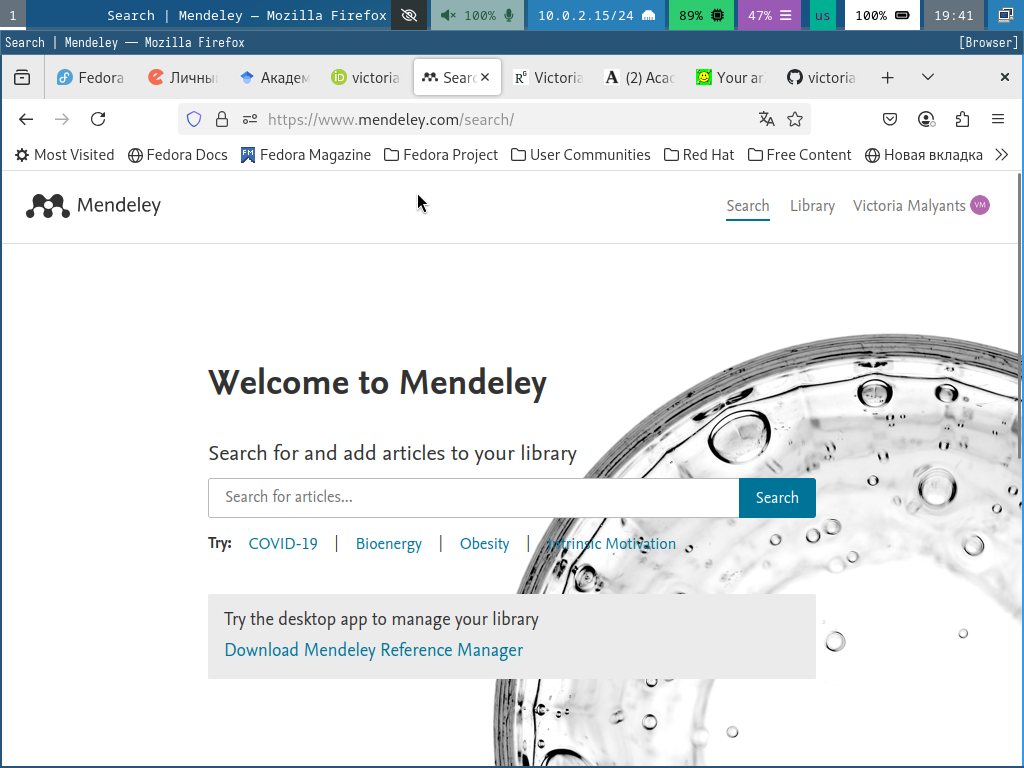 1 Search | Mendeley — Mozilla Firefox 100% 10.0.2.15/24 89% 47% us 100% 19:41
Search | Mendeley — Mozilla Firefox [Browser]
Fedora Личны Академ victoria Searc Victoria (2) Acad Your ar victoria
https://www.mendeley.com/search/
Most Visited Fedora Docs Fedora Magazine Fedora Project User Communities Red Hat Free Content Новая вкладка
Mendeley Search Library Victoria Malyants VM
Welcome to Mendeley
Search for and add articles to your library
Search for articles... Search
Try: COVID-19 | Bioenergy | Obesity | Intrinsic Motivation
Try the desktop app to manage your library
Download Mendeley Reference Manager